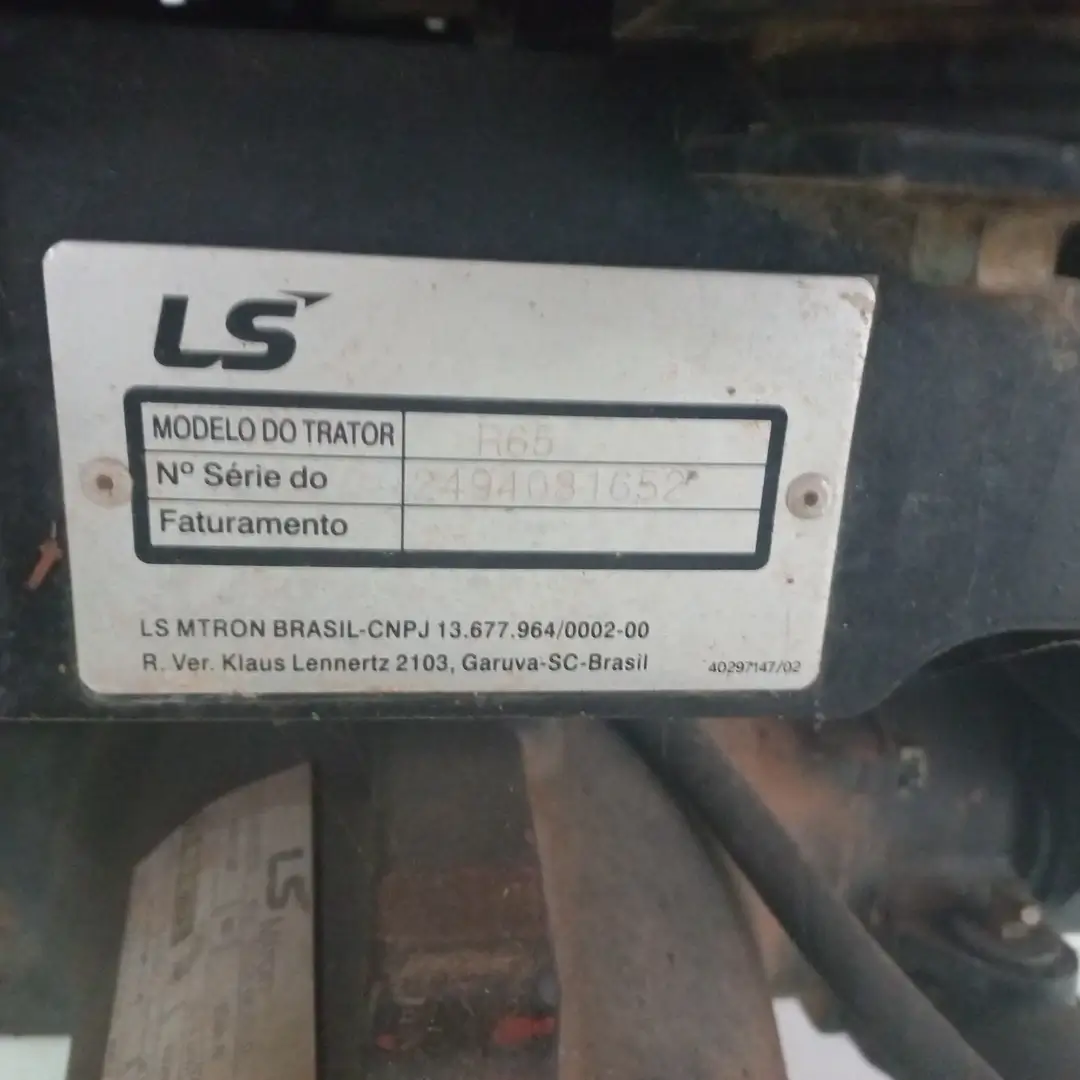 LS
MODELO DO TRATOR R65
Nº Série do 2494081652
Faturamento
LS MTRON BRASIL-CNPJ 13.677.964/0002-00
R. Ver. Klaus Lennertz 2103, Garuva-SC-Brasil 40297147/02
LS